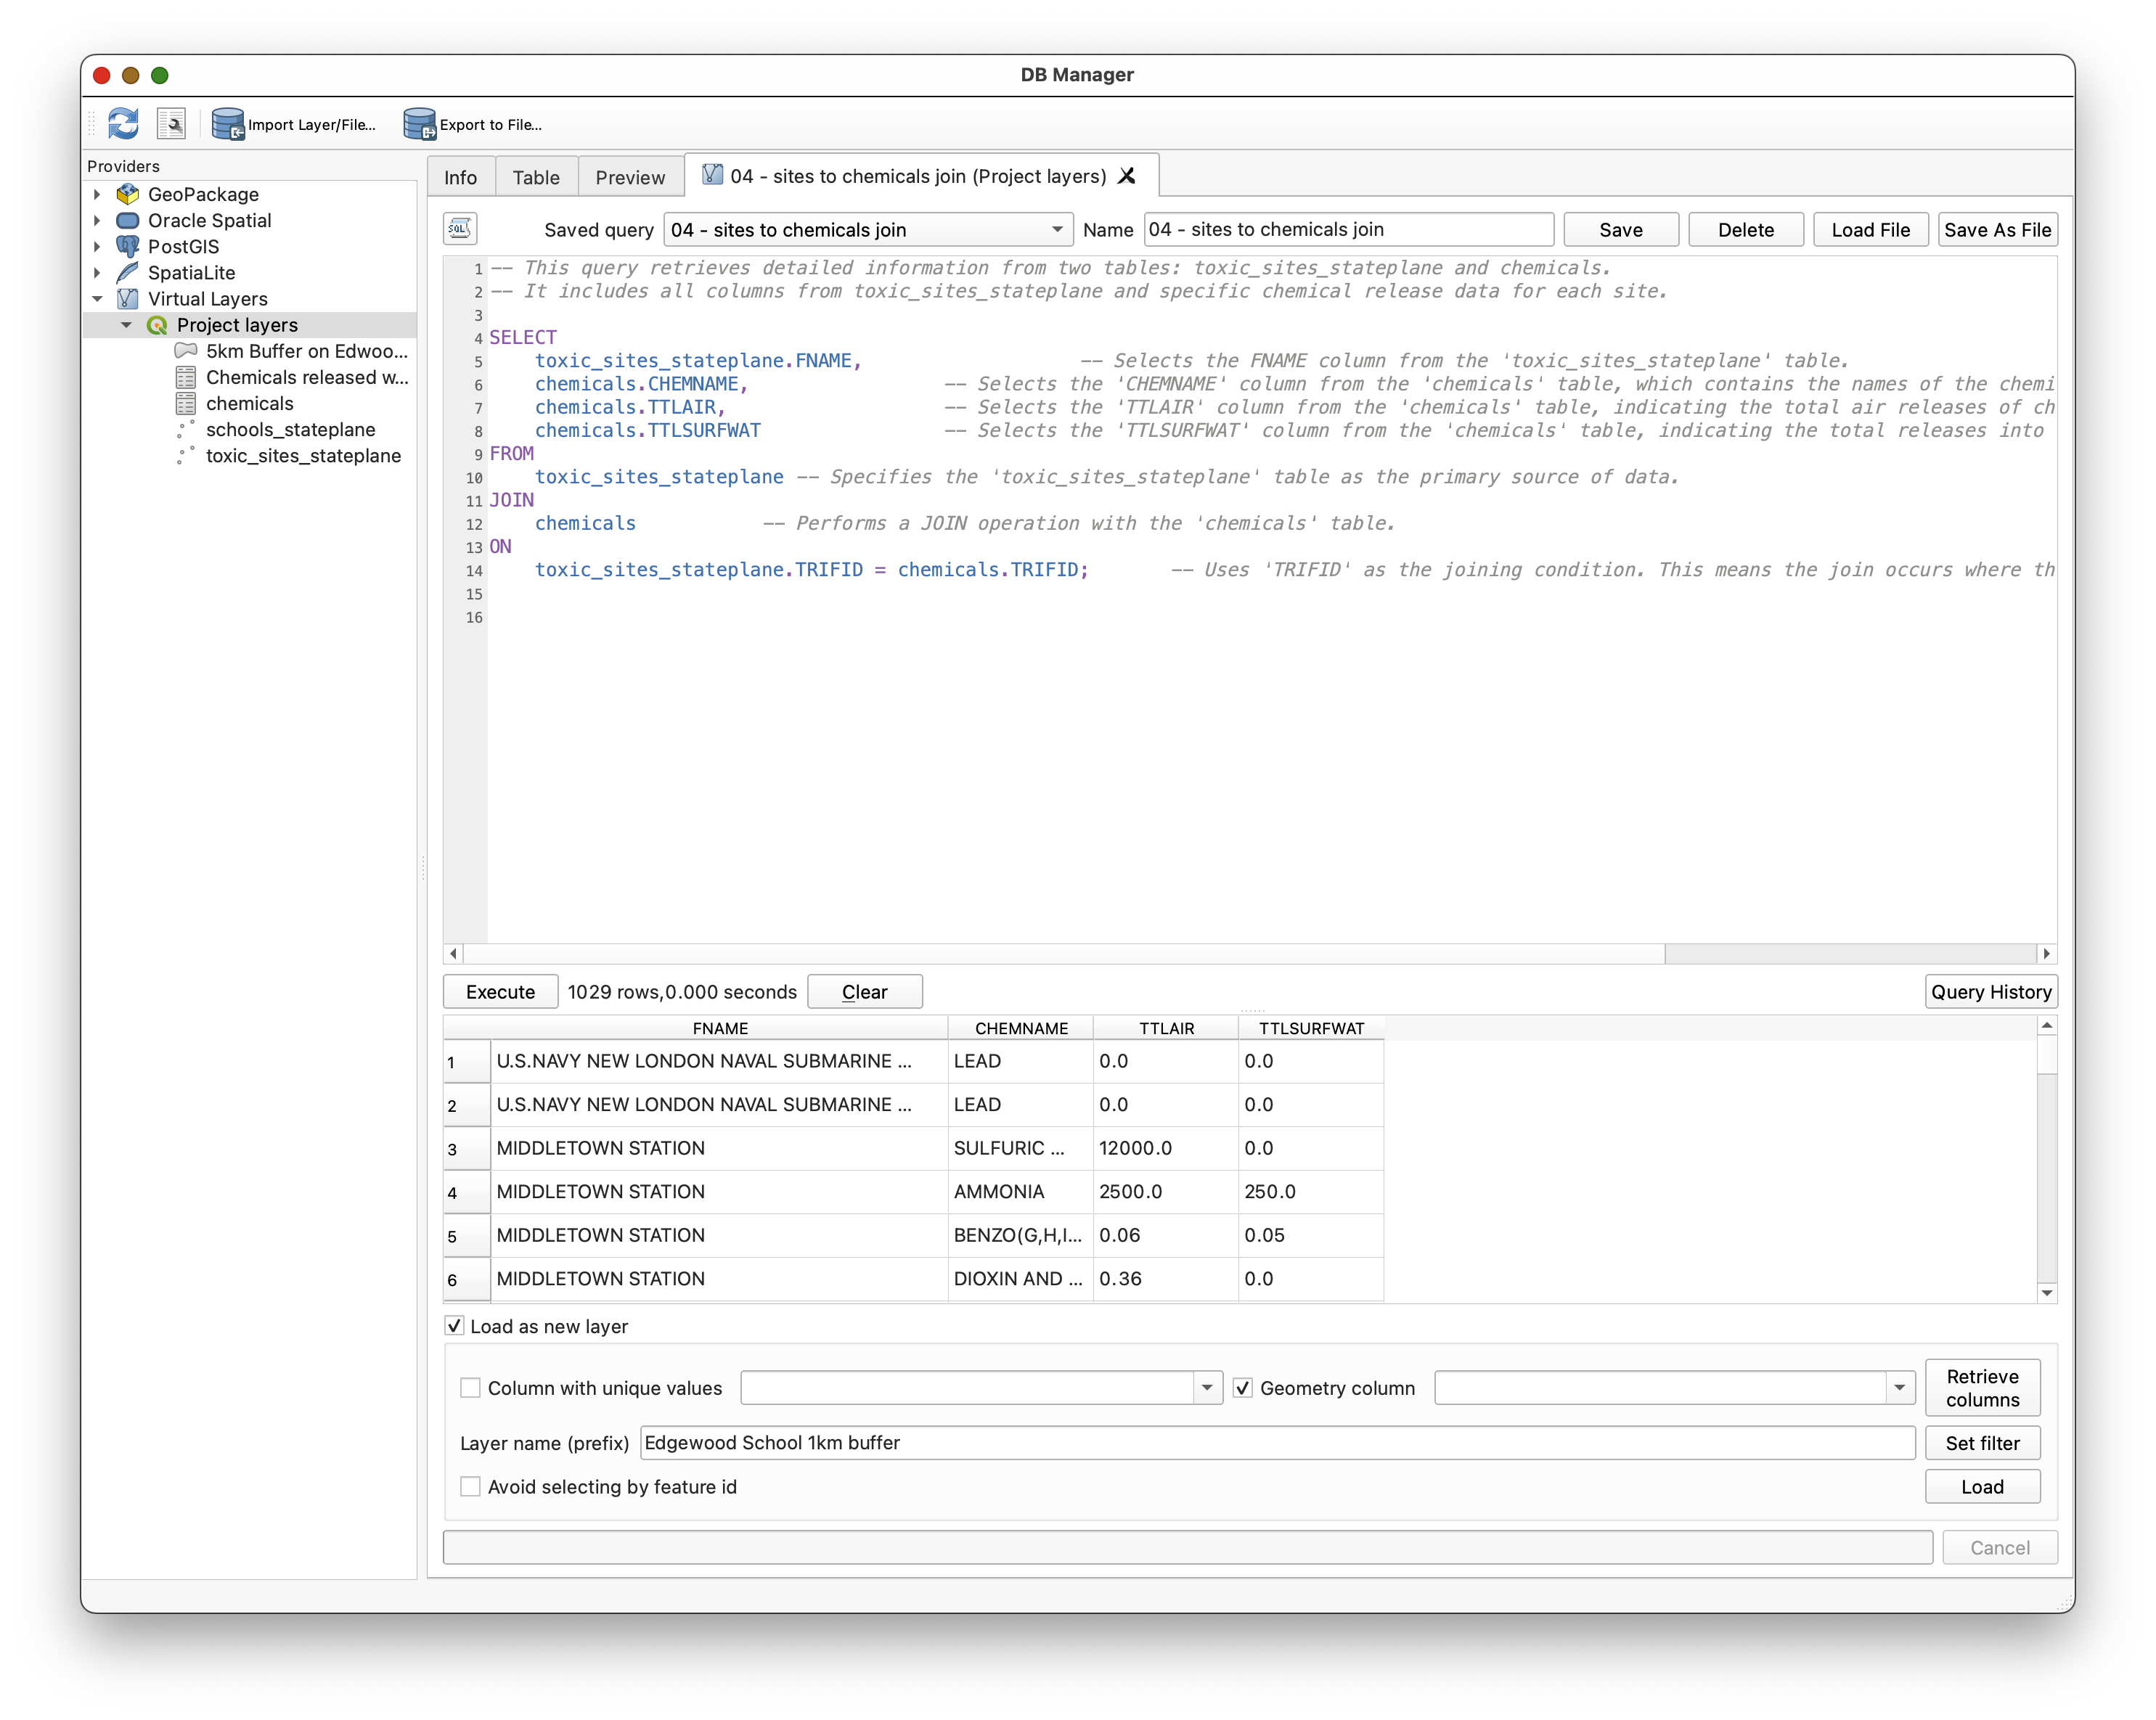 DB Manager
Import Layer/File...
Export to File...
Providers
GeoPackage
Oracle Spatial
PostGIS
SpatiaLite
Virtual Layers
Project layers
5km Buffer on Edwoo...
Chemicals released w...
chemicals
schools_stateplane
toxic_sites_stateplane
Info Table Preview 04 - sites to chemicals join (Project layers)
SQL Saved query 04 - sites to chemicals join Name 04 - sites to chemicals join Save Delete Load File Save As File
1 -- This query retrieves detailed information from two tables: toxic_sites_stateplane and chemicals.
2 -- It includes all columns from toxic_sites_stateplane and specific chemical release data for each site.
3
4 SELECT
5 toxic_sites_stateplane.FNAME, -- Selects the FNAME column from the 'toxic_sites_stateplane' table.
6 chemicals.CHEMNAME, -- Selects the 'CHEMNAME' column from the 'chemicals' table, which contains the names of the chemi
7 chemicals.TTLAIR, -- Selects the 'TTLAIR' column from the 'chemicals' table, indicating the total air releases of ch
8 chemicals.TTLSURFWAT -- Selects the 'TTLSURFWAT' column from the 'chemicals' table, indicating the total releases into
9 FROM
10 toxic_sites_stateplane -- Specifies the 'toxic_sites_stateplane' table as the primary source of data.
11 JOIN
12 chemicals -- Performs a JOIN operation with the 'chemicals' table.
13 ON
14 toxic_sites_stateplane.TRIFID = chemicals.TRIFID; -- Uses 'TRIFID' as the joining condition. This means the join occurs where th
15
16
Execute 1029 rows,0.000 seconds Clear Query History
FNAME CHEMNAME TTLAIR TTLSURFWAT
1 U.S.NAVY NEW LONDON NAVAL SUBMARINE ... LEAD 0.0 0.0
2 U.S.NAVY NEW LONDON NAVAL SUBMARINE ... LEAD 0.0 0.0
3 MIDDLETOWN STATION SULFURIC ... 12000.0 0.0
4 MIDDLETOWN STATION AMMONIA 2500.0 250.0
5 MIDDLETOWN STATION BENZO(G,H,I... 0.06 0.05
6 MIDDLETOWN STATION DIOXIN AND ... 0.36 0.0
Load as new layer
Column with unique values Geometry column Retrieve columns
Layer name (prefix) Edgewood School 1km buffer Set filter
Avoid selecting by feature id Load
Cancel